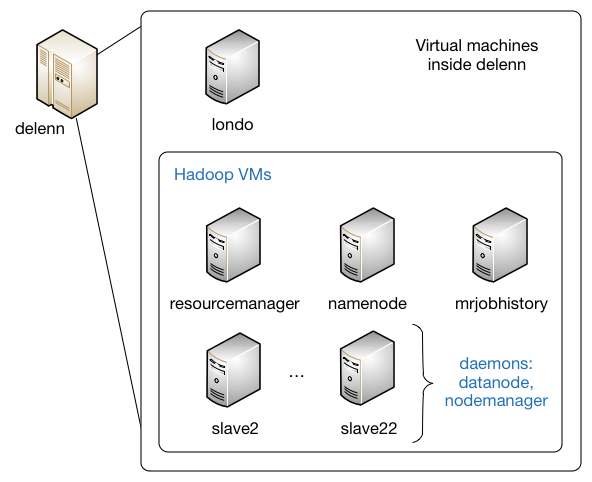 Virtual machines
inside delenn
delenn
londo
Hadoop VMs
resourcemanager
namenode
mrjobhistory
...
daemons:
datanode,
nodemanager
slave2
slave22